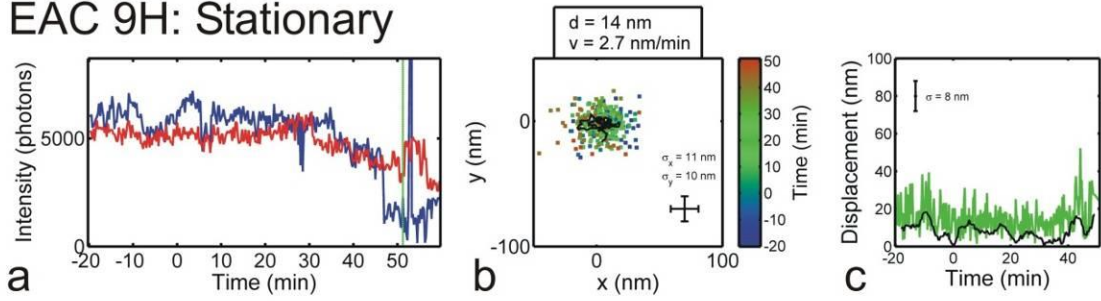 EAC 9H: Stationary
Intensity (photons)
5000
0
-20 -10 0 10 20 30 40 50
Time (min)
a
d = 14 nm
v = 2.7 nm/min
y (nm)
0
-100
0 100
x (nm)
σx = 11 nm
σy = 10 nm
50
40
30
20
10
0
-10
-20
Time (min)
b
Displacement (nm)
100
80
60
40
20
0
-20 0 20 40
Time (min)
σ = 8 nm
c